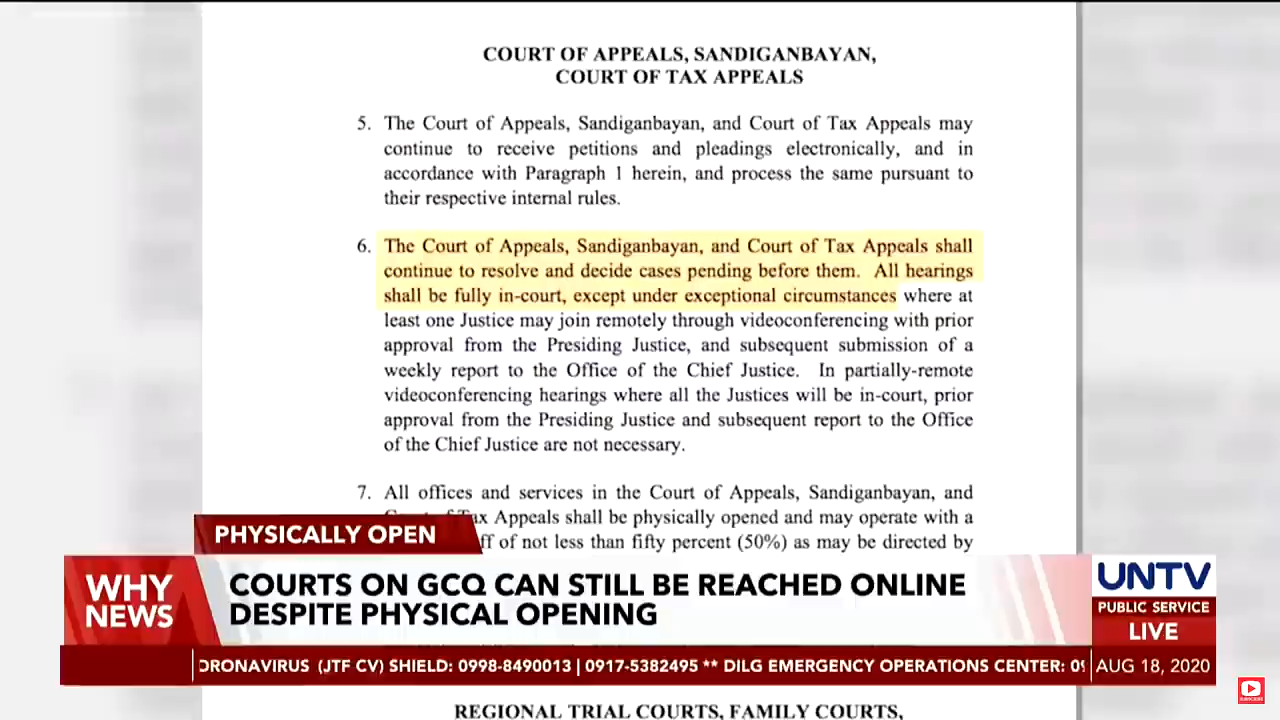 COURT OF APPEALS, SANDIGANBAYAN,
COURT OF TAX APPEALS
5. The Court of Appeals, Sandiganbayan, and Court of Tax Appeals may
continue to receive petitions and pleadings electronically, and in
accordance with Paragraph 1 herein, and process the same pursuant to
their respective internal rules.
6. The Court of Appeals, Sandiganbayan, and Court of Tax Appeals shall
continue to resolve and decide cases pending before them. All hearings
shall be fully in-court, except under exceptional circumstances where at
least one Justice may join remotely through videoconferencing with prior
approval from the Presiding Justice, and subsequent submission of a
weekly report to the Office of the Chief Justice. In partially-remote
videoconferencing hearings where all the Justices will be in-court, prior
approval from the Presiding Justice and subsequent report to the Office
of the Chief Justice are not necessary.
7. All offices and services in the Court of Appeals, Sandiganbayan, and
Appeals shall be physically opened and may operate with a
of not less than fifty percent (50%) as may be directed by
PHYSICALLY OPEN
WHY
NEWS
COURTS ON GCQ CAN STILL BE REACHED ONLINE
DESPITE PHYSICAL OPENING
UNTV
PUBLIC SERVICE
LIVE
ORONAVIRUS (JTF CV) SHIELD: 0998-8490013 | 0917-5382495 ** DILG EMERGENCY OPERATIONS CENTER: 09
AUG 18, 2020
SUBSCRIBE
REGIONAL TRIAL COURTS, FAMILY COURTS,